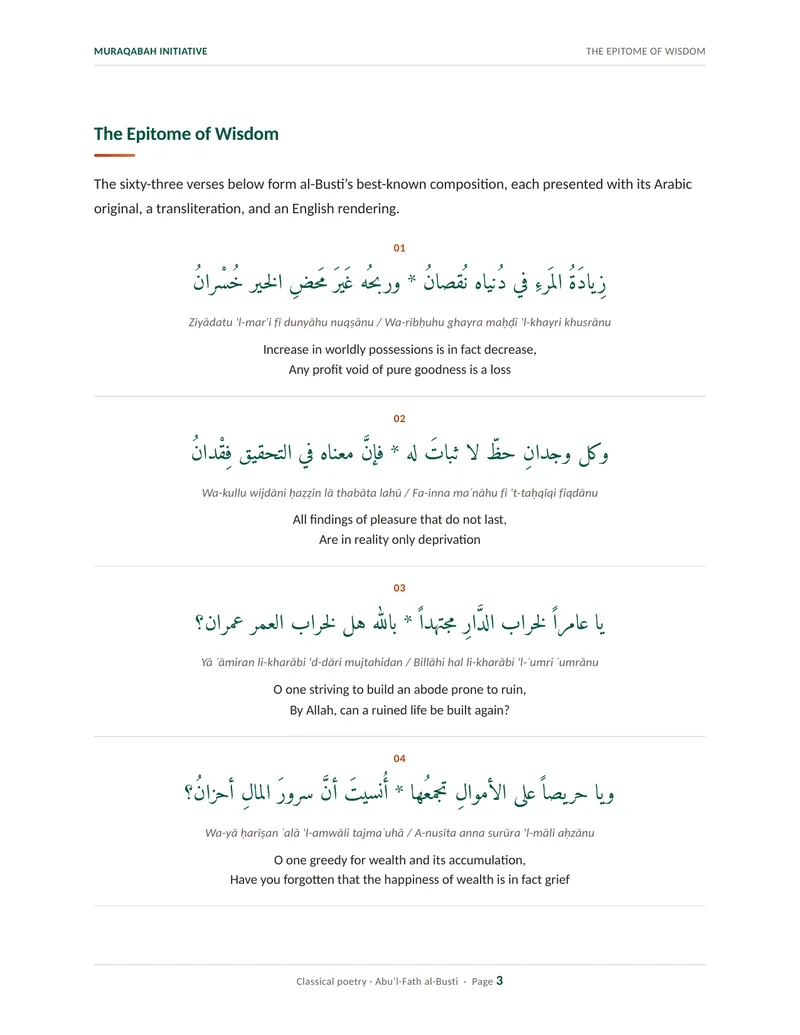 MURAQABAH INITIATIVE
THE EPITOME OF WISDOM
The Epitome of Wisdom
The sixty-three verses below form al-Bustī’s best-known composition, each presented with its Arabic
original, a transliteration, and an English rendering.
01
زِيادَةُ المَرءِ في دُنياه نُقصانُ * وربحُه غَيرَ مَحَضِ الخير خُسْرانُ
Ziyādatu 'l-mar'i fī dunyāhu nuqṣānu / Wa-ribḥuhu ghayra maḥḍi 'l-khayri khusrānu
Increase in worldly possessions is in fact decrease,
Any profit void of pure goodness is a loss
02
وكل وجدانِ حظّ لا ثباتَ له * فإنَّ معناه في التحقيق فِقْدانُ
Wa-kullu wijdāni ḥaẓẓin lā thabāta lahū / Fa-inna maʿnāhu fi 't-taḥqīqi fiqdānu
All findings of pleasure that do not last,
Are in reality only deprivation
03
يا عامراً لخراب الدَّارِ مجتهداً * بالله هل لخراب العمر عمران؟
Yā ʿāmiran li-kharābi 'd-dāri mujtahidan / Billāhi hal li-kharābi 'l-ʿumri ʿumrānu
O one striving to build an abode prone to ruin,
By Allah, can a ruined life be built again?
04
ويا حريصاً على الأموالِ تجمعُها * أُنسيتَ أنَّ سرورَ المالِ أحزانُ؟
Wa-yā ḥarīṣan ʿalā 'l-amwāli tajmaʿuhā / A-nusīta anna surūra 'l-māli aḥzānu
O one greedy for wealth and its accumulation,
Have you forgotten that the happiness of wealth is in fact grief
Classical poetry · Abu’l-Fath al-Busti · Page 3